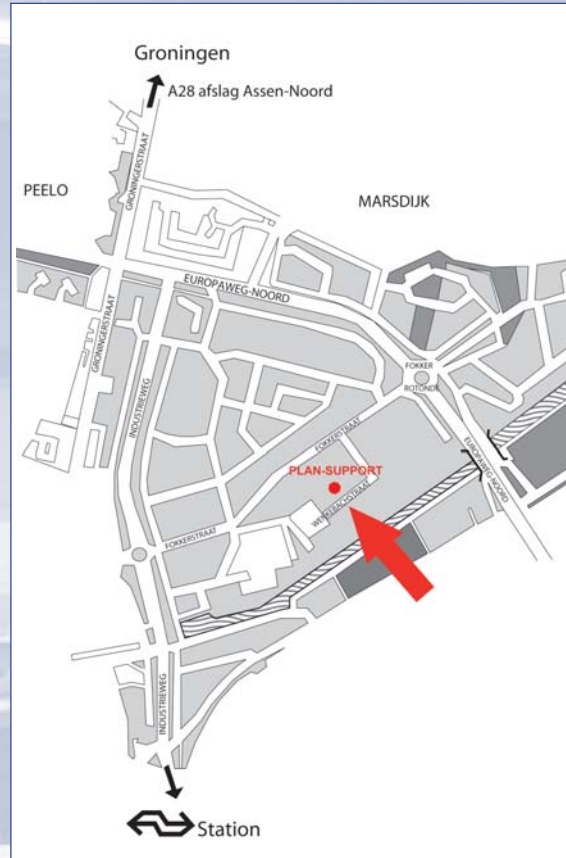 Groningen
A28 afslag Assen-Noord
GRONINGERSTRAAT
PEELO
MARSDIJK
EUROPAWEG-NOORD
GRONINGERSTRAAT
INDUSTRIEWEG
FOKKER
ROTONDE
FOKKERSTRAAT
EUROPAWEG-NOORD
PLAN-SUPPORT
WENKEBACHSTRAAT
FOKKERSTRAAT
INDUSTRIEWEG
Station